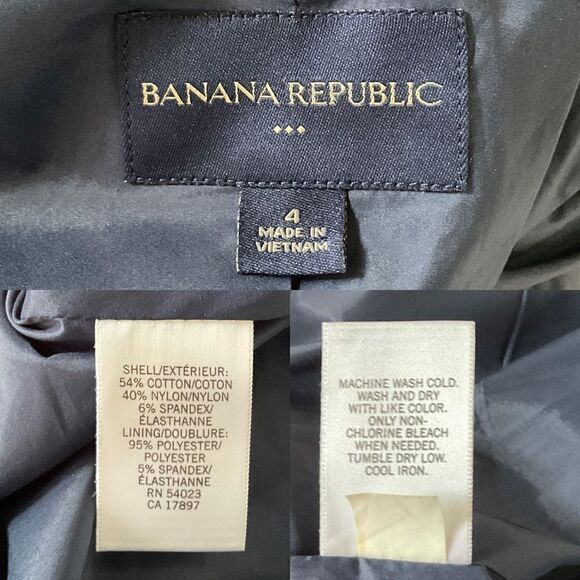 BANANA REPUBLIC
4
MADE IN
VIETNAM
SHELL/EXTÉRIEUR:
54% COTTON/COTON
40% NYLON/NYLON
6% SPANDEX/
ÉLASTHANNE
LINING/DOUBLURE:
95% POLYESTER/
POLYESTER
5% SPANDEX/
ÉLASTHANNE
RN 54023
CA 17897
MACHINE WASH COLD.
WASH AND DRY
WITH LIKE COLOR.
ONLY NON-
CHLORINE BLEACH
WHEN NEEDED.
TUMBLE DRY LOW.
COOL IRON.